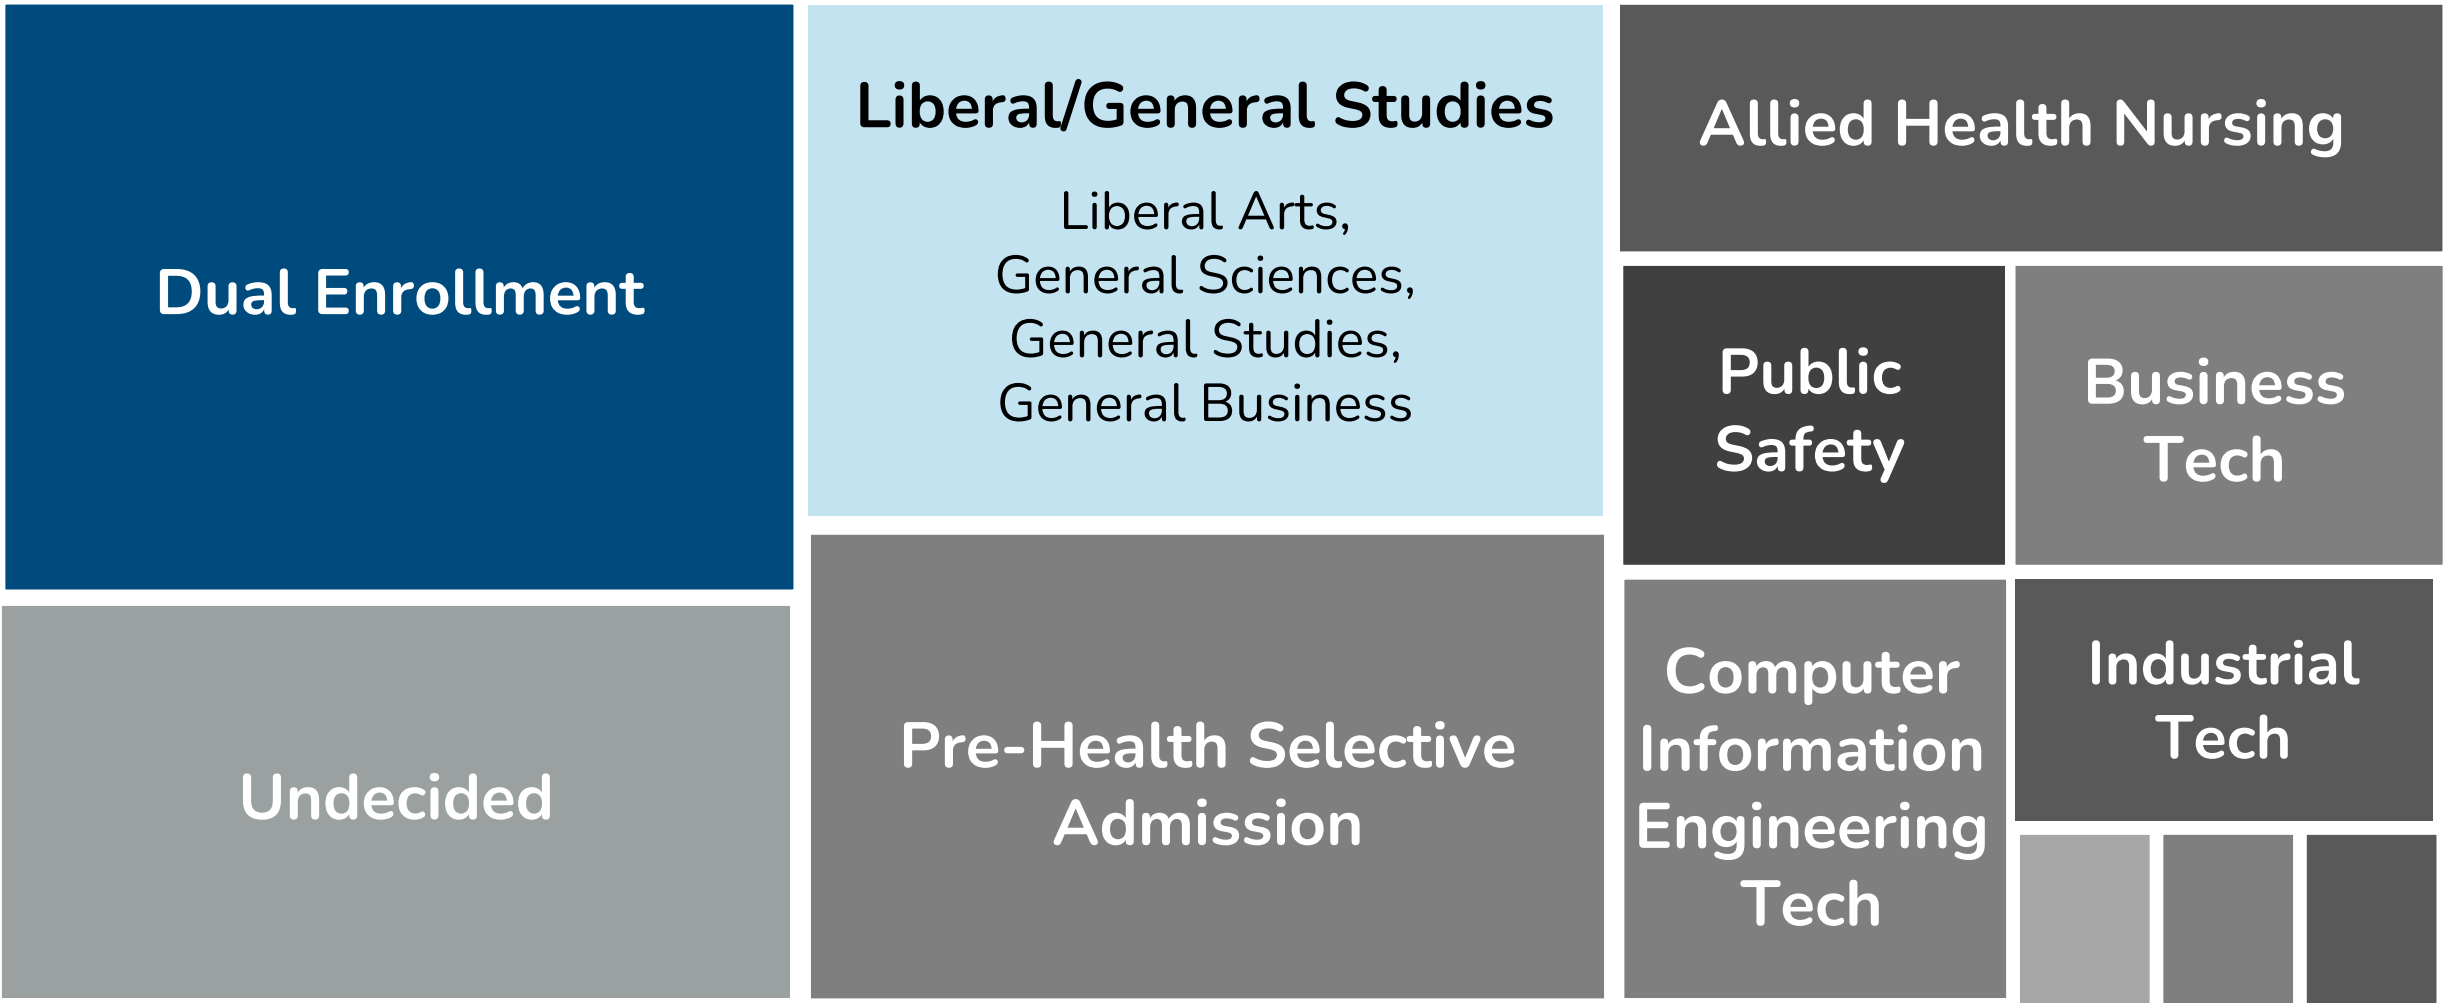 Dual Enrollment
Undecided
Liberal/General Studies
Liberal Arts,
General Sciences,
General Studies,
General Business
Pre-Health Selective
Admission
Allied Health Nursing
Public
Safety
Business
Tech
Computer
Information
Engineering
Tech
Industrial
Tech